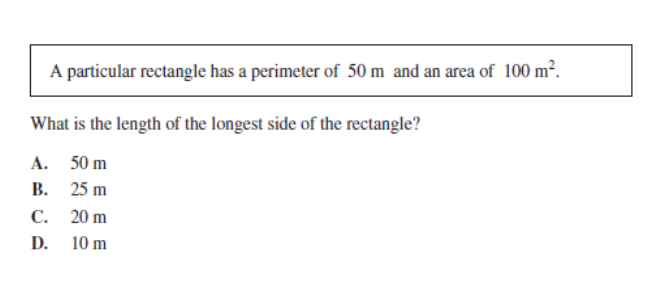 A particular rectangle has a perimeter of 50 m and an area of 100 m².
What is the length of the longest side of the rectangle?
A. 50 m
B. 25 m
C. 20 m
D. 10 m